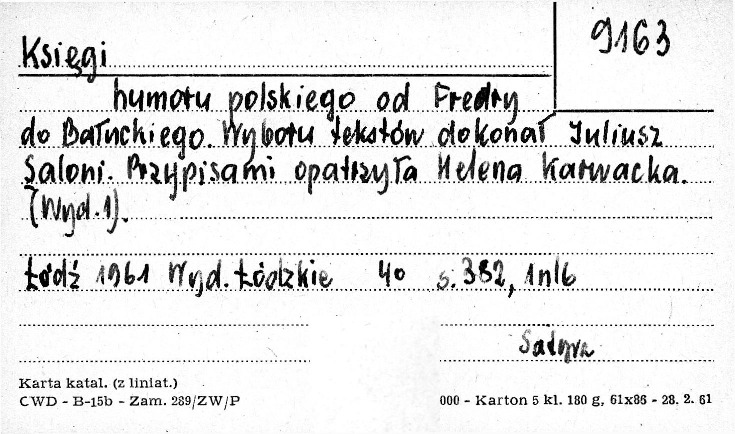 9163
Księgi
humoru polskiego od Fredry
do Bałuckiego. Wyboru tekstów dokonał Juliusz
Saloni. Przypisami opatrzyła Helena Karwacka.
(Wyd. 1).
Łódź 1961 Wyd. Łódzkie 4o s. 382, 1nlb
Satyra
Karta katal. (z liniat.)
CWD - B-15b - Zam. 289/ZW/P
000 - Karton 5 kl. 180 g, 61x86 - 28. 2. 61